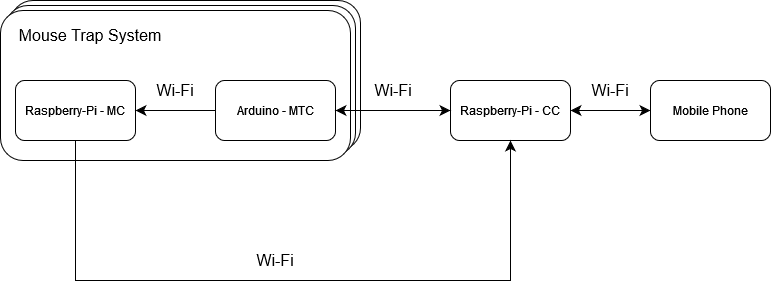 Mouse Trap System
Wi-Fi
Wi-Fi
Wi-Fi
Raspberry-Pi - MC
Arduino - MTC
Raspberry-Pi - CC
Mobile Phone
Wi-Fi